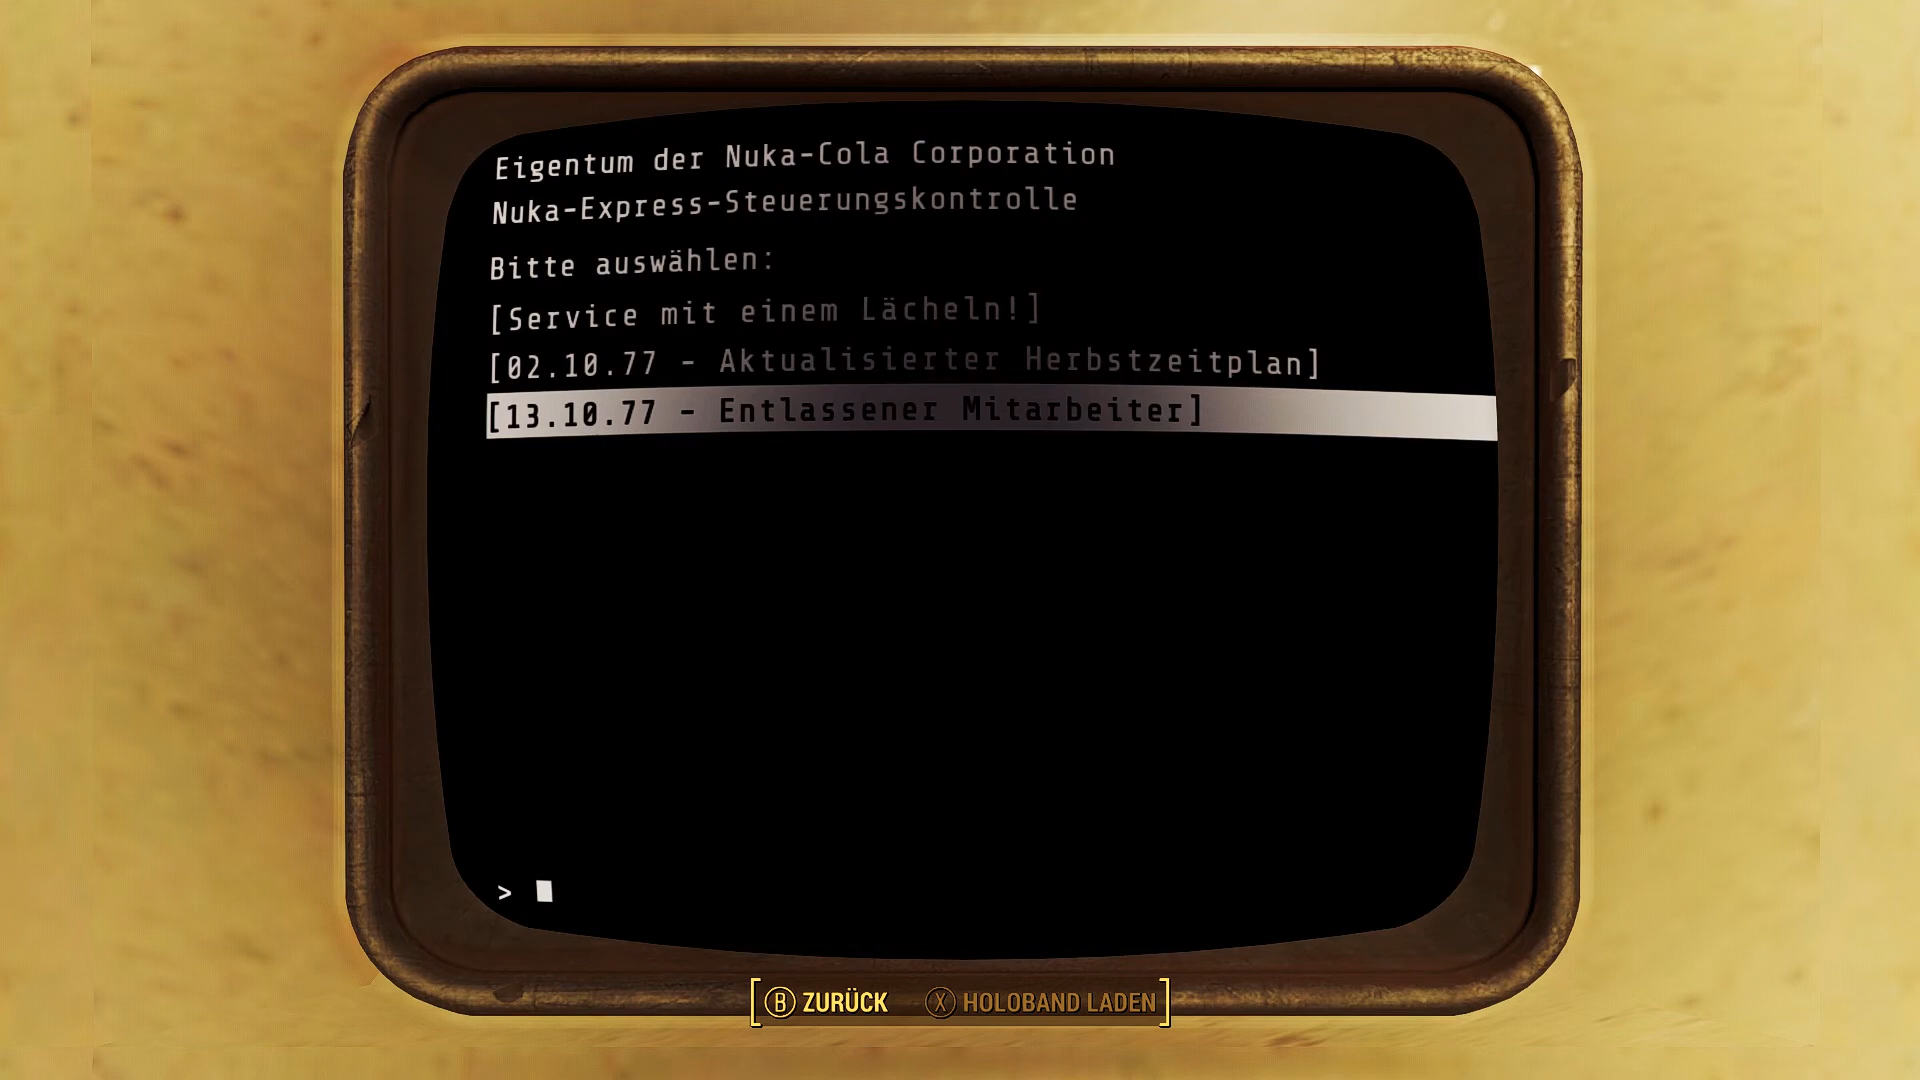 Eigentum der Nuka-Cola Corporation
Nuka-Express-Steuerungskontrolle
Bitte auswählen:
[Service mit einem Lächeln!]
[02.10.77 - Aktualisierter Herbstzeitplan]
[13.10.77 - Entlassener Mitarbeiter]
>
B ZURÜCK X HOLOBAND LADEN